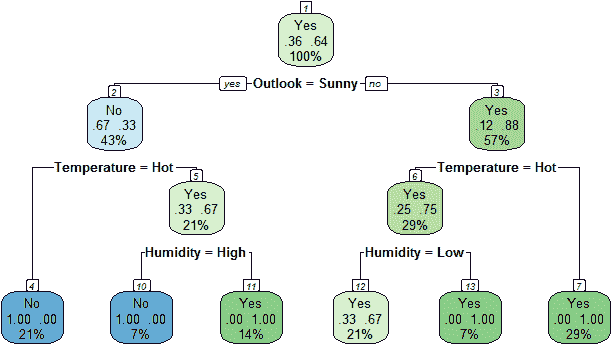 1
Yes
.36 .64
100%
yes Outlook = Sunny no
2
No
.67 .33
43%
3
Yes
.12 .88
57%
Temperature = Hot
Temperature = Hot
5
Yes
.33 .67
21%
6
Yes
.25 .75
29%
Humidity = High
Humidity = Low
4
No
1.00 .00
21%
10
No
1.00 .00
7%
11
Yes
.00 1.00
14%
12
Yes
.33 .67
21%
13
Yes
.00 1.00
7%
7
Yes
.00 1.00
29%